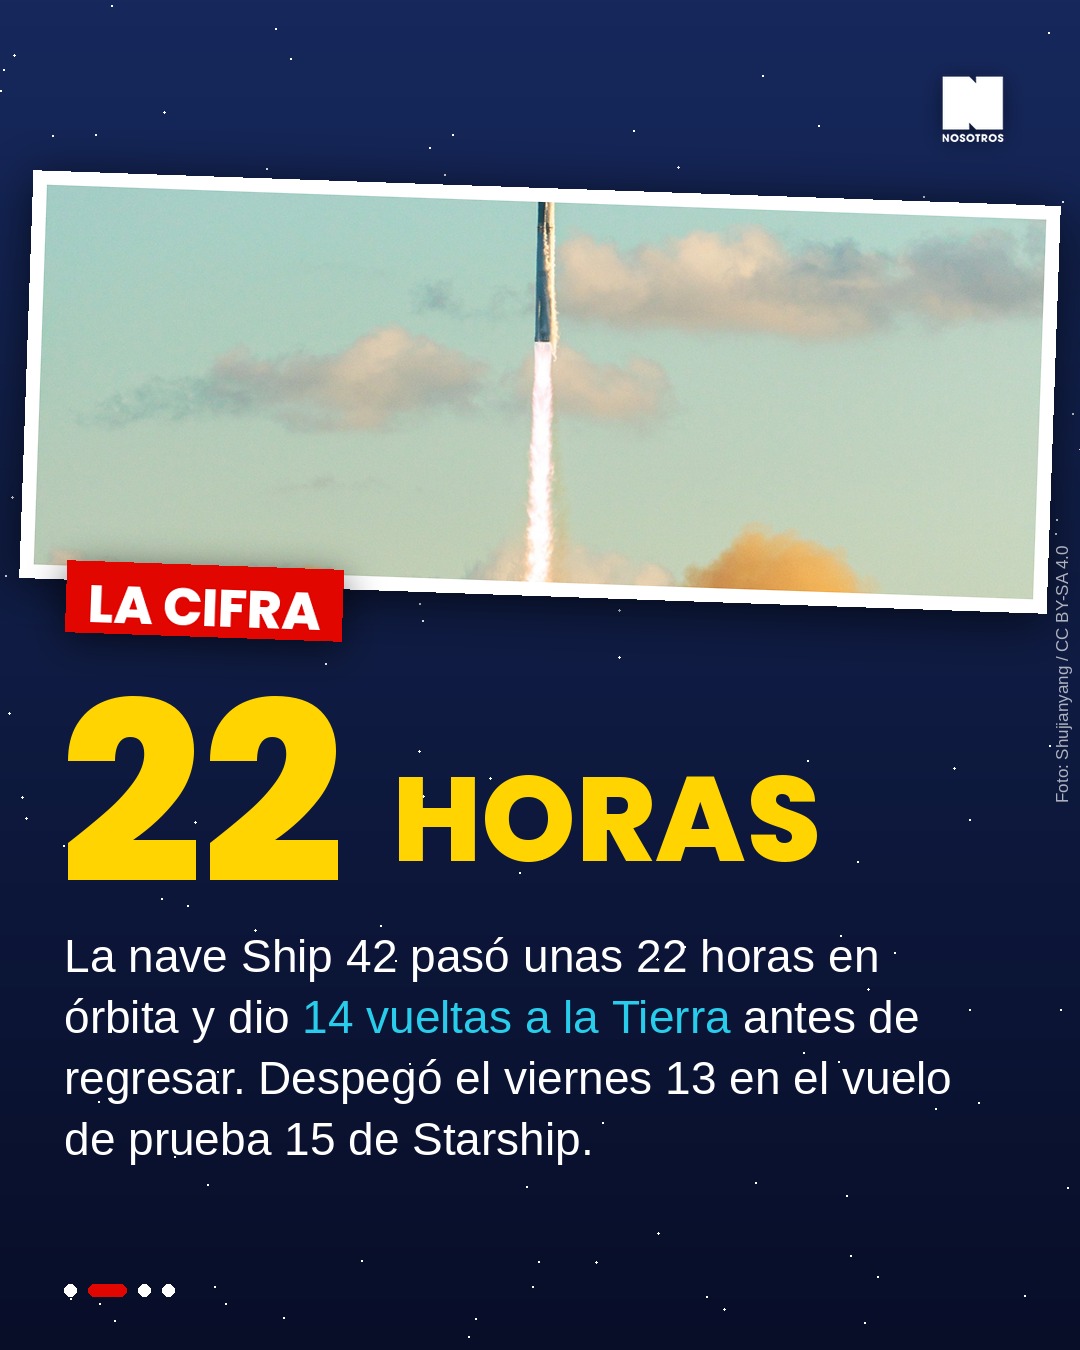 NOSOTROS
LA CIFRA
22 HORAS
La nave Ship 42 pasó unas 22 horas en
órbita y dio 14 vueltas a la Tierra antes de
regresar. Despegó el viernes 13 en el vuelo
de prueba 15 de Starship.
Foto: Shujianyang / CC BY-SA 4.0